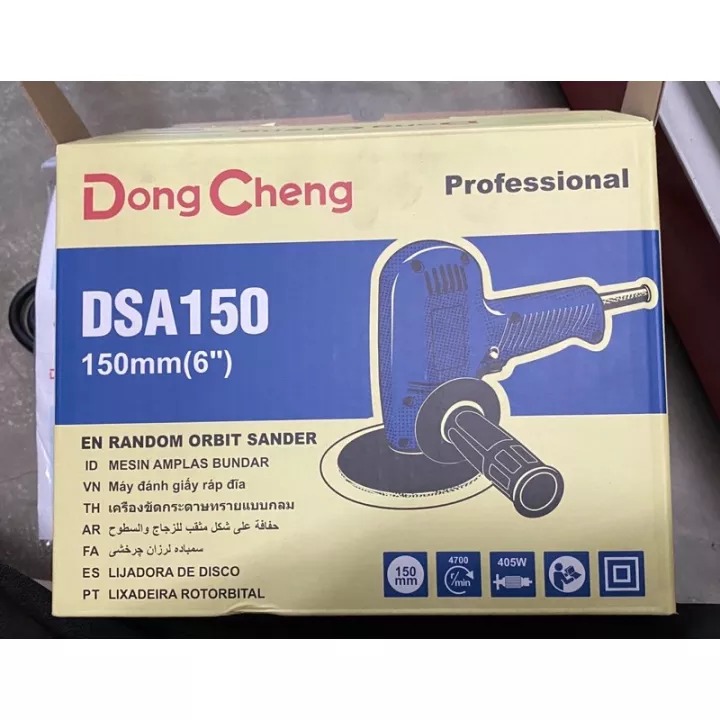 Dong Cheng
Professional
DSA150
150mm(6")
EN RANDOM ORBIT SANDER
ID MESIN AMPLAS BUNDAR
VN Máy đánh giấy ráp đĩa
TH เครื่องขัดกระดาษทรายแบบกลม
AR حفافة على شكل مثقب للزجاج والسطوح
FA سمباده لرزان چرخشی
ES LIJADORA DE DISCO
PT LIXADEIRA ROTORBITAL
150 mm
4700 r/min
405W